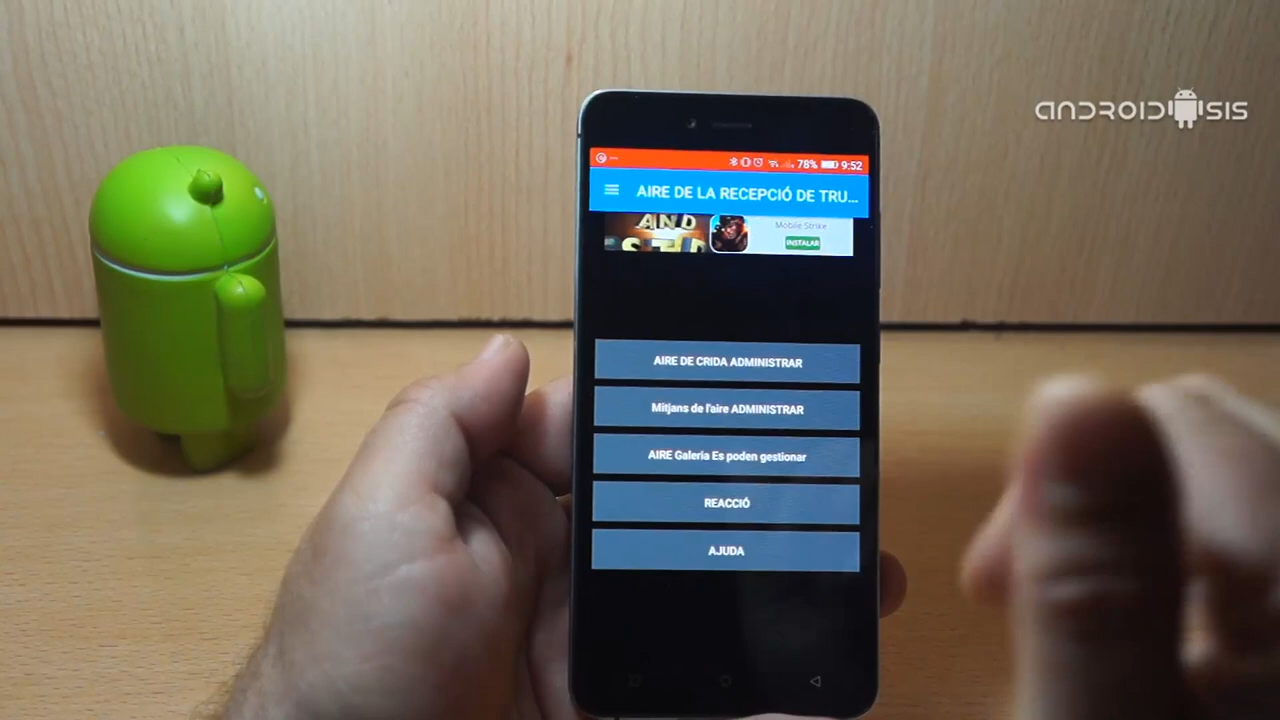 ANDROIDSIS
78% 9:52
AIRE DE LA RECEPCIÓ DE TRU...
AND
Mobile Strike
INSTALAR
AIRE DE CRIDA ADMINISTRAR
Mitjans de l'aire ADMINISTRAR
AIRE Galeria Es poden gestionar
REACCIÓ
AJUDA